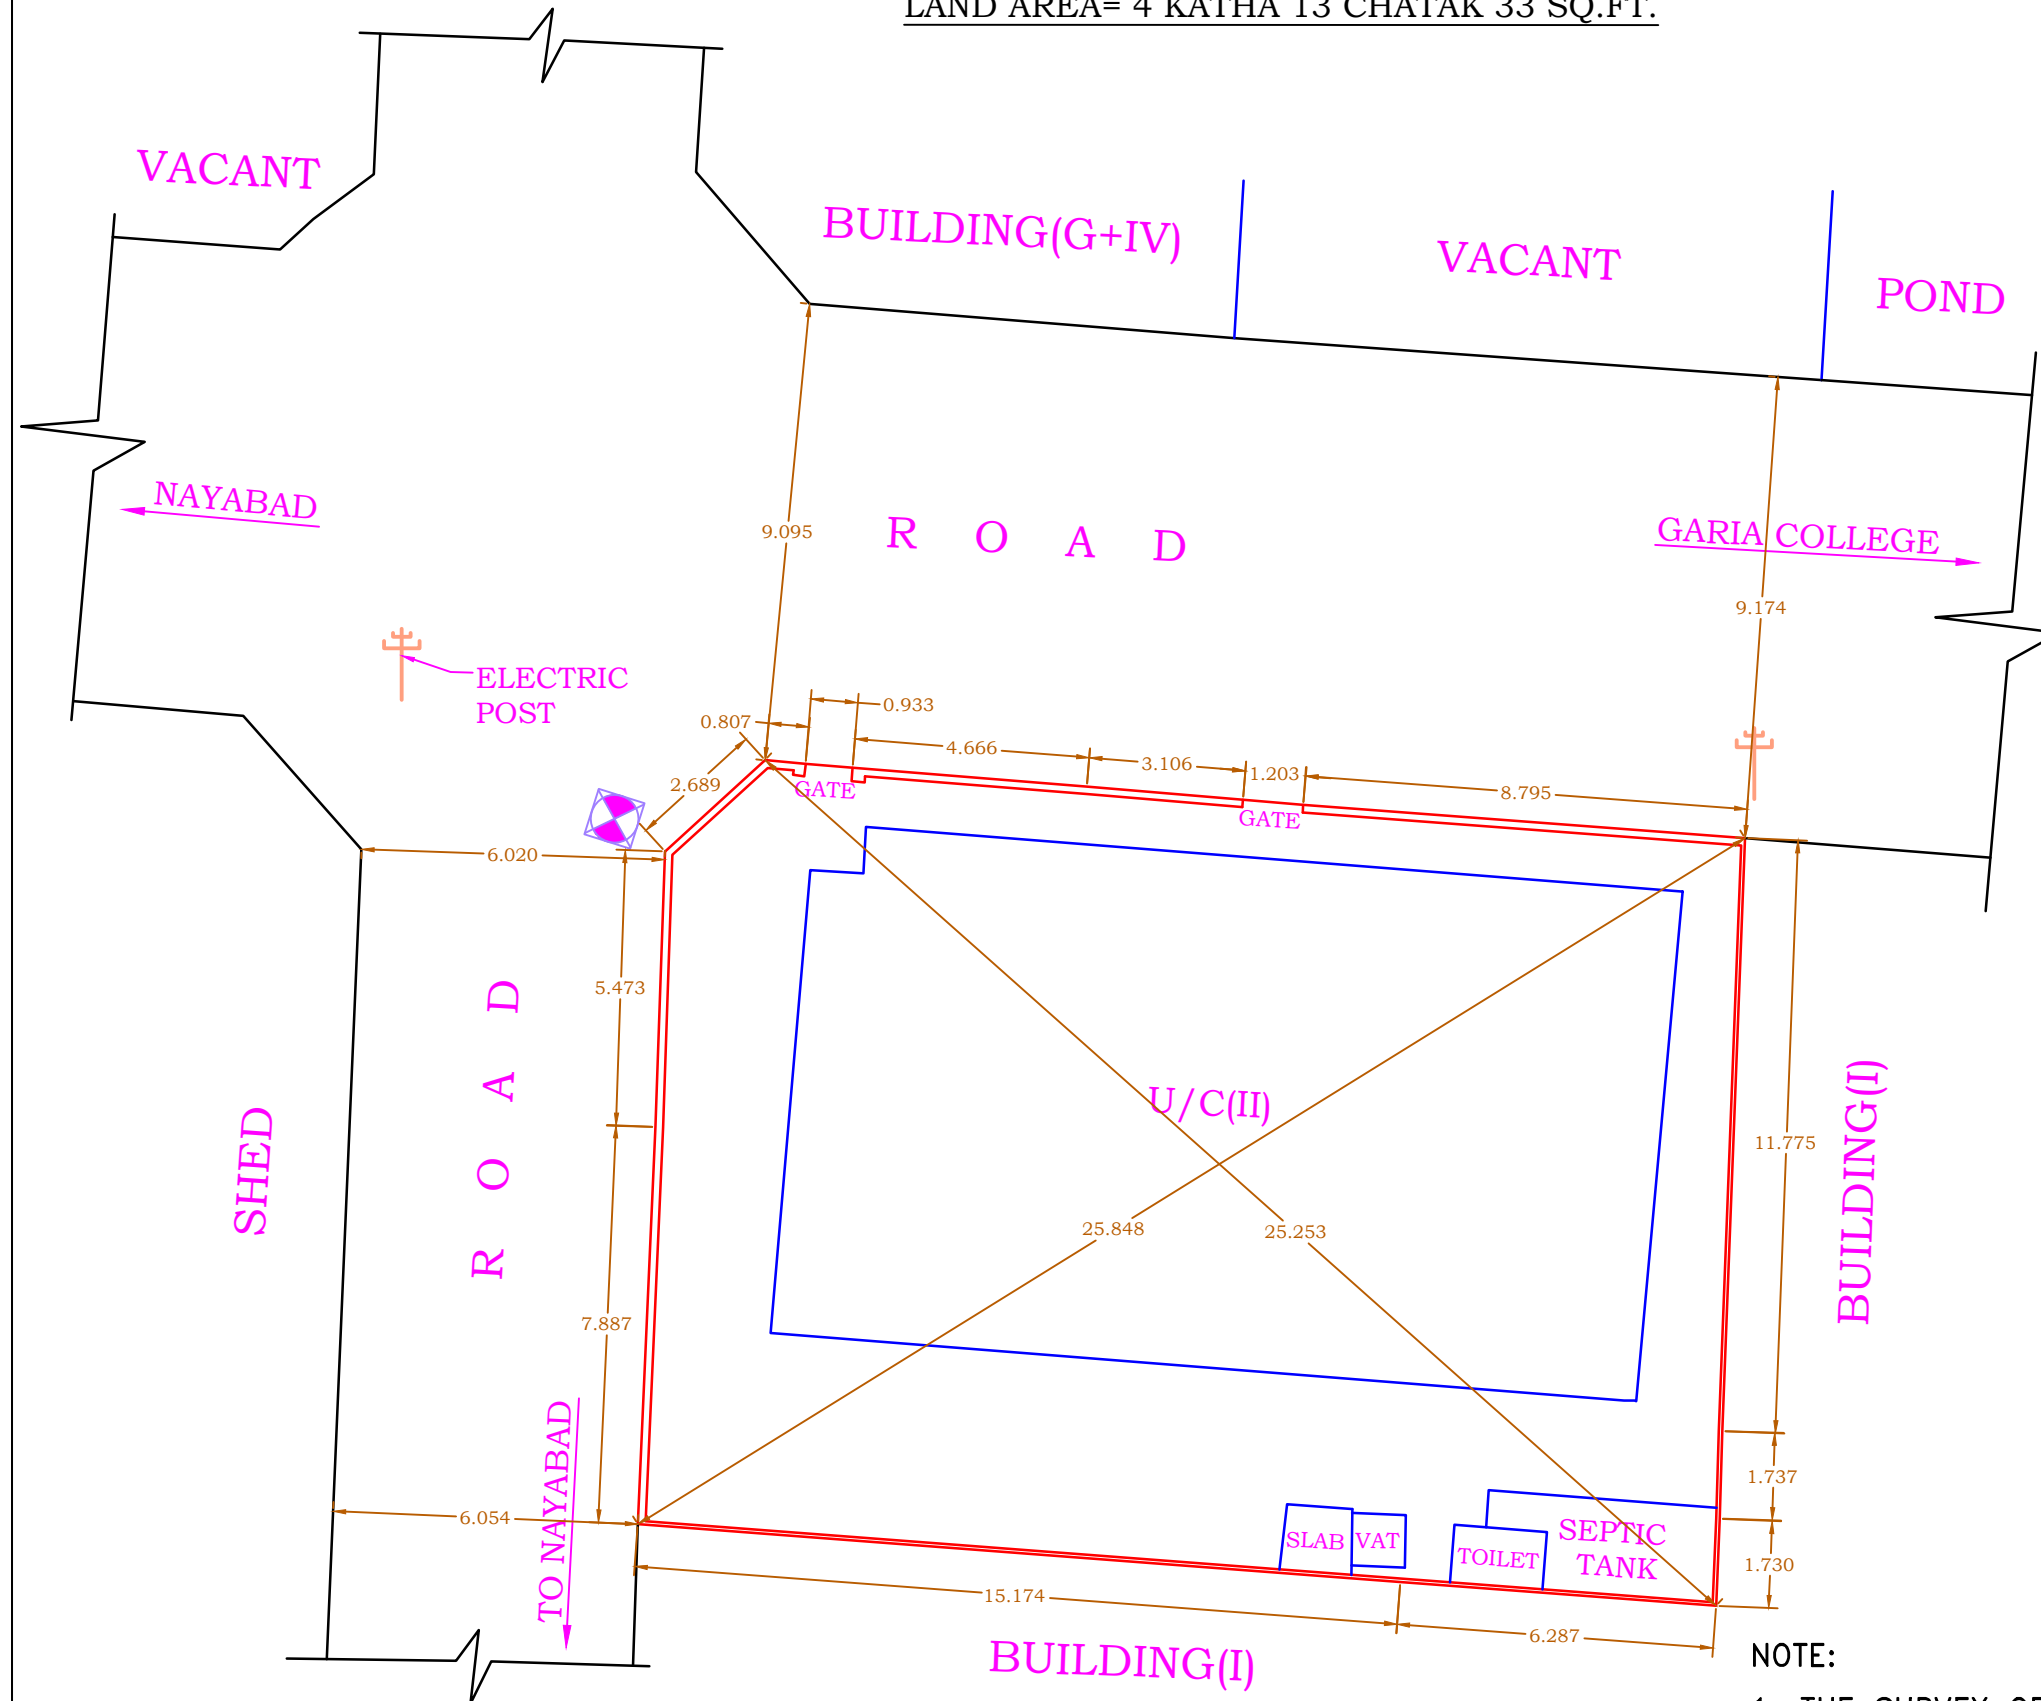 LAND AREA= 4 KATHA 13 CHATAK 33 SQ.FT.
VACANT
BUILDING(G+IV)
VACANT
POND
NAYABAD
R O A D
GARIA COLLEGE
9.095
9.174
ELECTRIC
POST
0.807
0.933
4.666
3.106
1.203
8.795
2.689
GATE
GATE
6.020
5.473
R O A D
SHED
U/C(II)
11.775
BUILDING(I)
25.848
25.253
7.887
TO NAYABAD
6.054
1.737
SLAB
VAT
TOILET
SEPTIC
TANK
1.730
15.174
6.287
BUILDING(I)
NOTE: